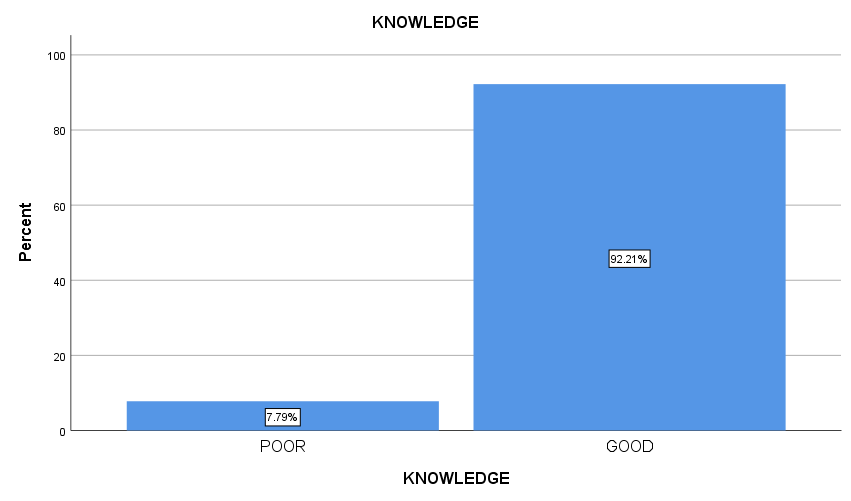 KNOWLEDGE
100
80
60
40
20
0
Percent
7.79%
92.21%
POOR
GOOD
KNOWLEDGE